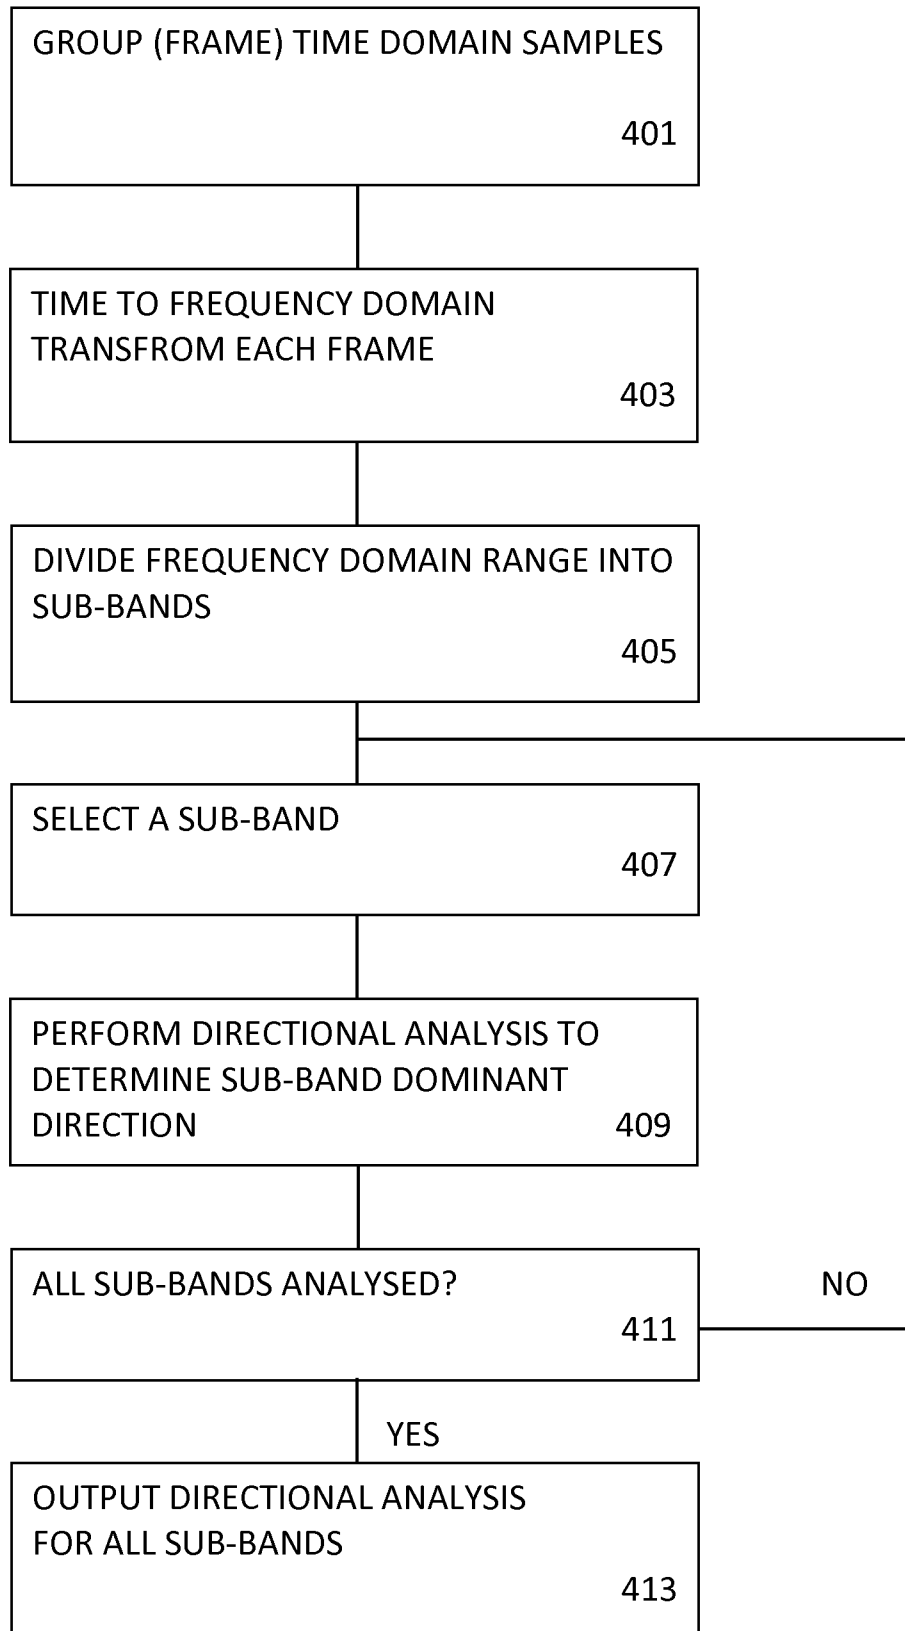 GROUP (FRAME) TIME DOMAIN SAMPLES
401
TIME TO FREQUENCY DOMAIN
TRANSFROM EACH FRAME
403
DIVIDE FREQUENCY DOMAIN RANGE INTO
SUB-BANDS
405
SELECT A SUB-BAND
407
PERFORM DIRECTIONAL ANALYSIS TO
DETERMINE SUB-BAND DOMINANT
DIRECTION 409
ALL SUB-BANDS ANALYSED? NO
411
YES
OUTPUT DIRECTIONAL ANALYSIS
FOR ALL SUB-BANDS
413